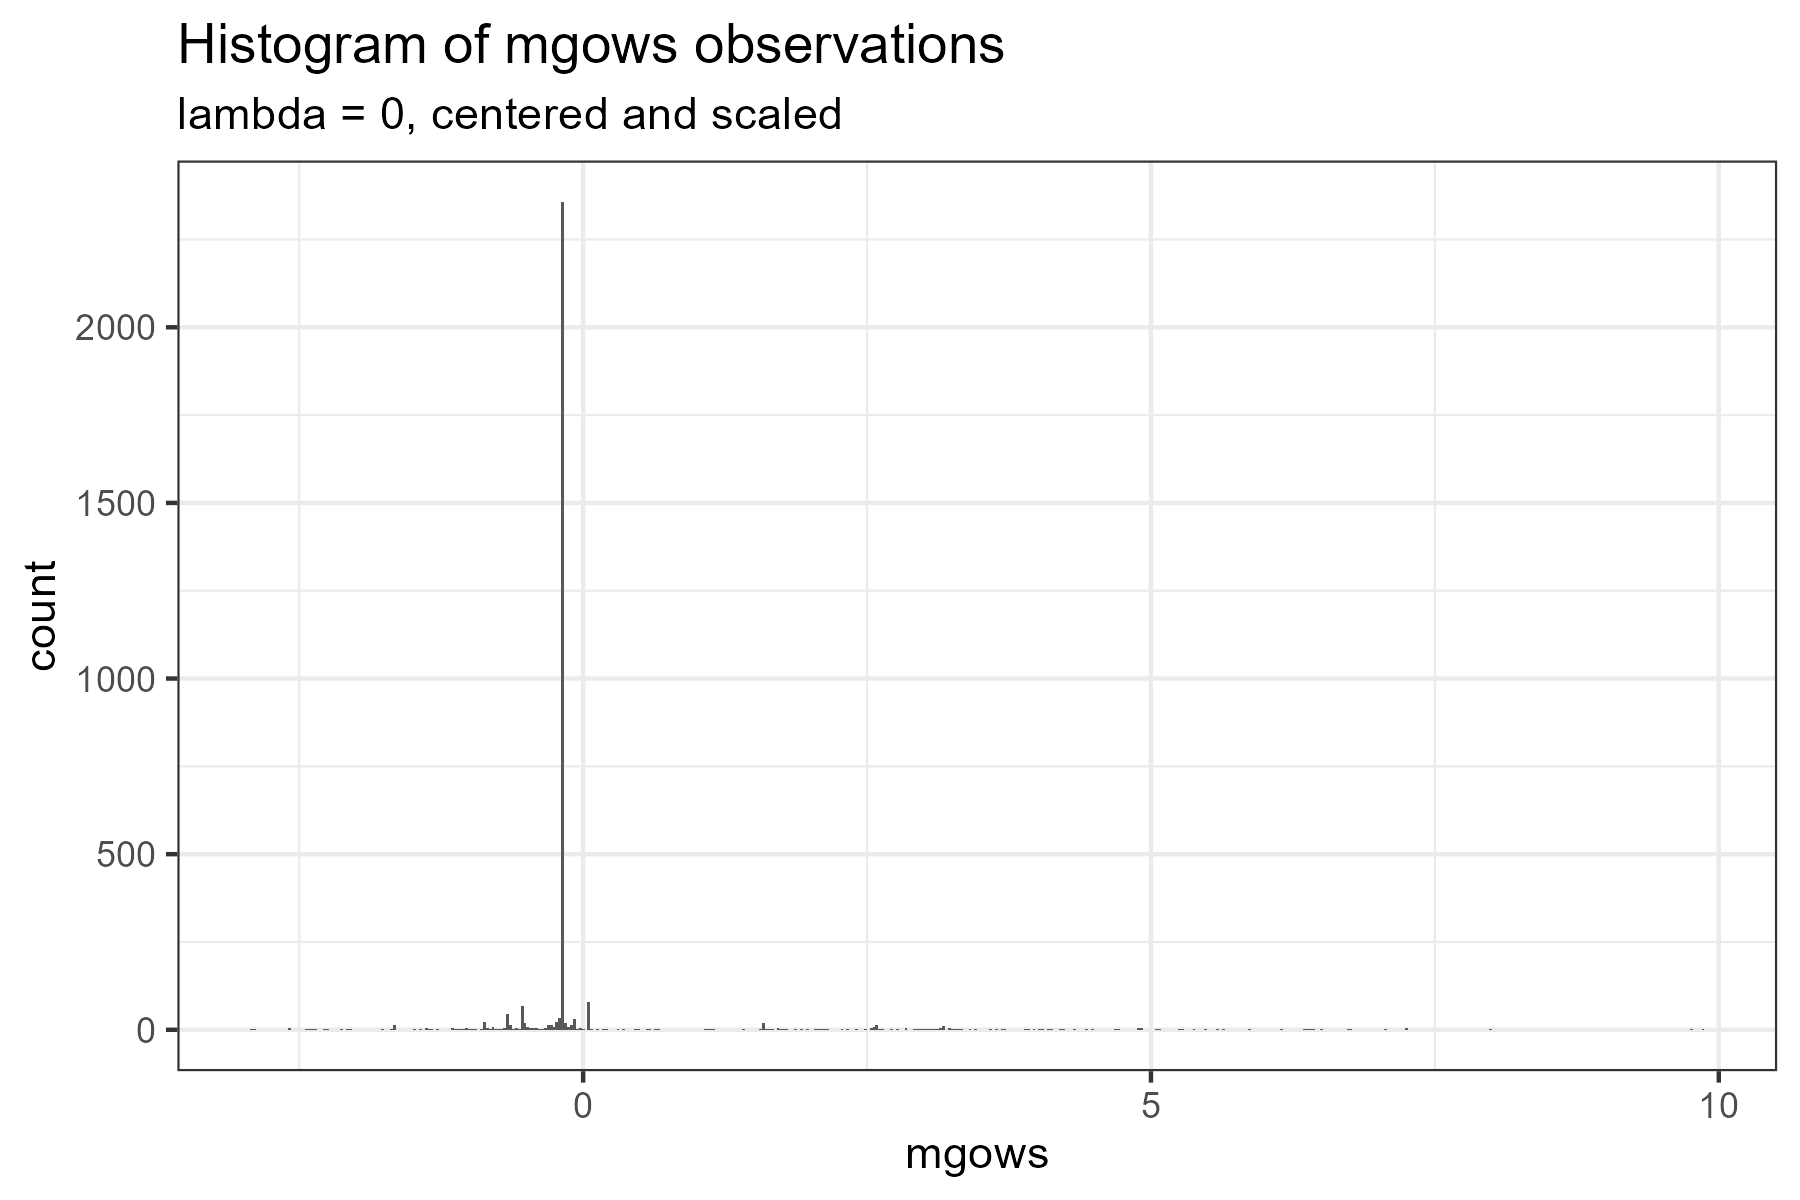 Histogram of mgows observations
lambda = 0, centered and scaled
2000
1500
1000
500
0
count
0 5 10
mgows